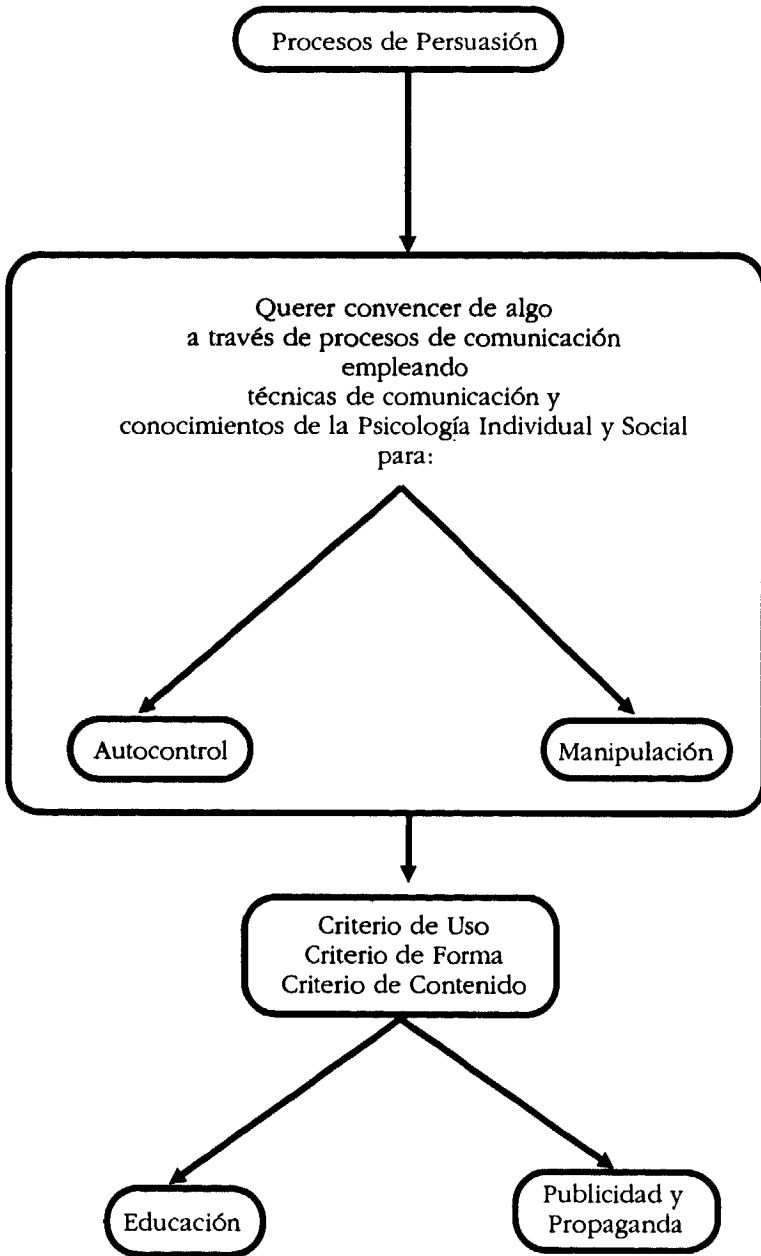 Procesos de Persuasión
Querer convencer de algo
a través de procesos de comunicación
empleando
técnicas de comunicación y
conocimientos de la Psicología Individual y Social
para:
Autocontrol
Manipulación
Criterio de Uso
Criterio de Forma
Criterio de Contenido
Educación
Publicidad y
Propaganda